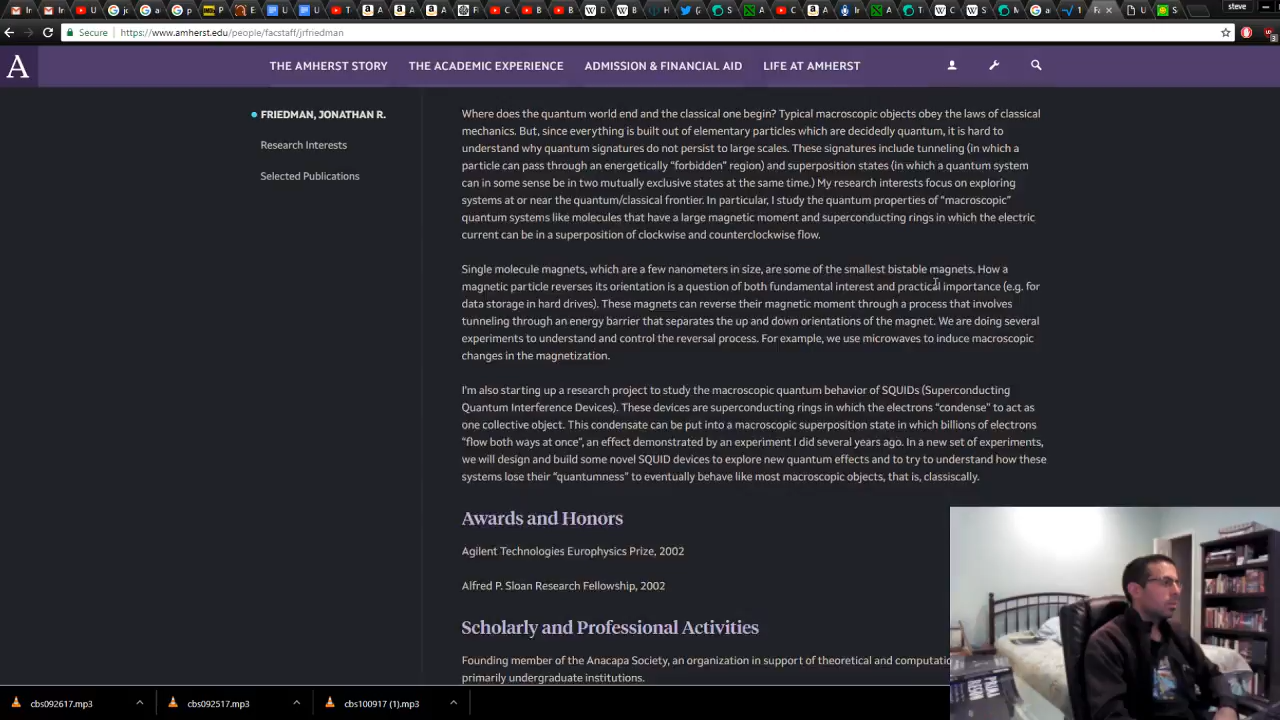 steve
Secure
https://www.amherst.edu/people/facstaff/jrfriedman
A
THE AMHERST STORY
THE ACADEMIC EXPERIENCE
ADMISSION & FINANCIAL AID
LIFE AT AMHERST
FRIEDMAN, JONATHAN R.
Research Interests
Selected Publications
Where does the quantum world end and the classical one begin? Typical macroscopic objects obey the laws of classical
mechanics. But, since everything is built out of elementary particles which are decidedly quantum, it is hard to
understand why quantum signatures do not persist to large scales. These signatures include tunneling (in which a
particle can pass through an energetically “forbidden” region) and superposition states (in which a quantum system
can in some sense be in two mutually exclusive states at the same time.) My research interests focus on exploring
systems at or near the quantum/classical frontier. In particular, I study the quantum properties of “macroscopic”
quantum systems like molecules that have a large magnetic moment and superconducting rings in which the electric
current can be in a superposition of clockwise and counterclockwise flow.
Single molecule magnets, which are a few nanometers in size, are some of the smallest bistable magnets. How a
magnetic particle reverses its orientation is a question of both fundamental interest and practical importance (e.g. for
data storage in hard drives). These magnets can reverse their magnetic moment through a process that involves
tunneling through an energy barrier that separates the up and down orientations of the magnet. We are doing several
experiments to understand and control the reversal process. For example, we use microwaves to induce macroscopic
changes in the magnetization.
I'm also starting up a research project to study the macroscopic quantum behavior of SQUIDs (Superconducting
Quantum Interference Devices). These devices are superconducting rings in which the electrons “condense” to act as
one collective object. This condensate can be put into a macroscopic superposition state in which billions of electrons
“flow both ways at once”, an effect demonstrated by an experiment I did several years ago. In a new set of experiments,
we will design and build some novel SQUID devices to explore new quantum effects and to try to understand how these
systems lose their “quantumness” to eventually behave like most macroscopic objects, that is, classiscally.
Awards and Honors
Agilent Technologies Europhysics Prize, 2002
Alfred P. Sloan Research Fellowship, 2002
Scholarly and Professional Activities
Founding member of the Anacapa Society, an organization in support of theoretical and computatio
primarily undergraduate institutions.
cbs092617.mp3
cbs092517.mp3
cbs100917 (1).mp3